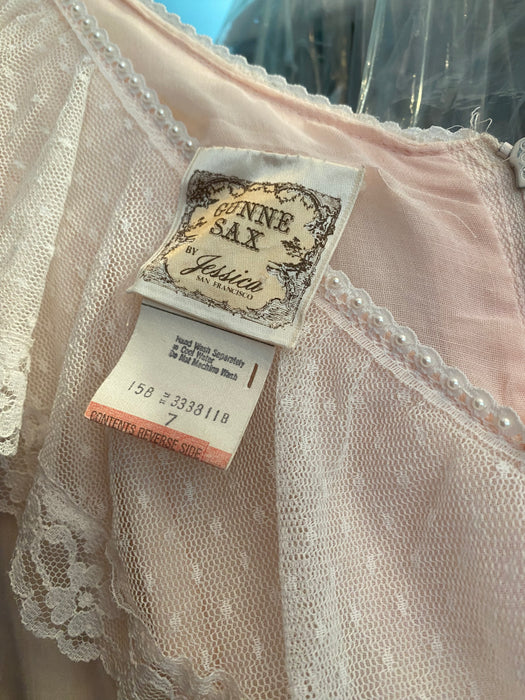 GUNNE
SAX
BY
Jessica
SAN FRANCISCO
Hand Wash Separately
in Cool Water
Do Not Machine Wash
158 333811B
7
CONTENTS REVERSE SIDE